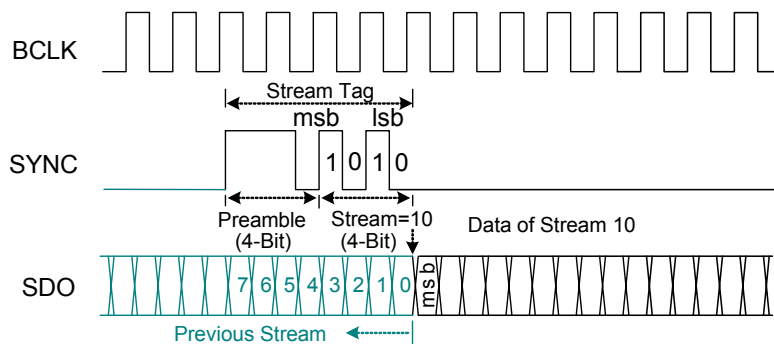 BCLK
Stream Tag
msb lsb
SYNC
1 0 1 0
Preamble
(4-Bit)
Stream=10
(4-Bit)
Data of Stream 10
SDO
7 6 5 4 3 2 1 0
msb
Previous Stream